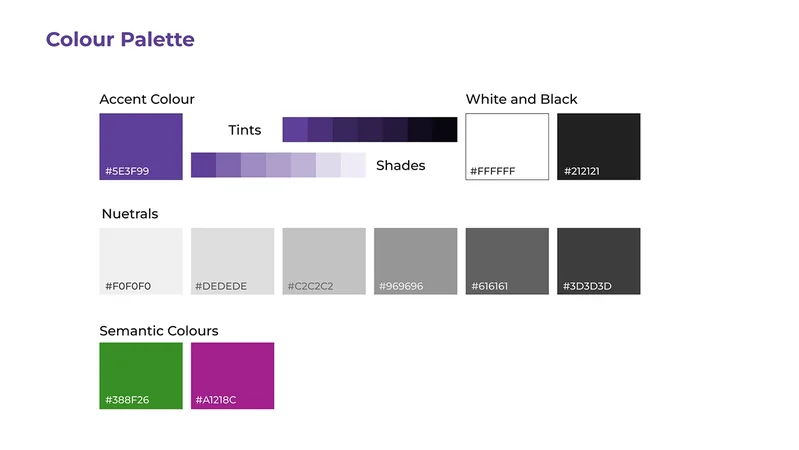 Colour Palette
Accent Colour
White and Black
Tints
Shades
#5E3F99
#FFFFFF
#212121
Nuetrals
#F0F0F0
#DEDEDE
#C2C2C2
#969696
#616161
#3D3D3D
Semantic Colours
#388F26
#A1218C